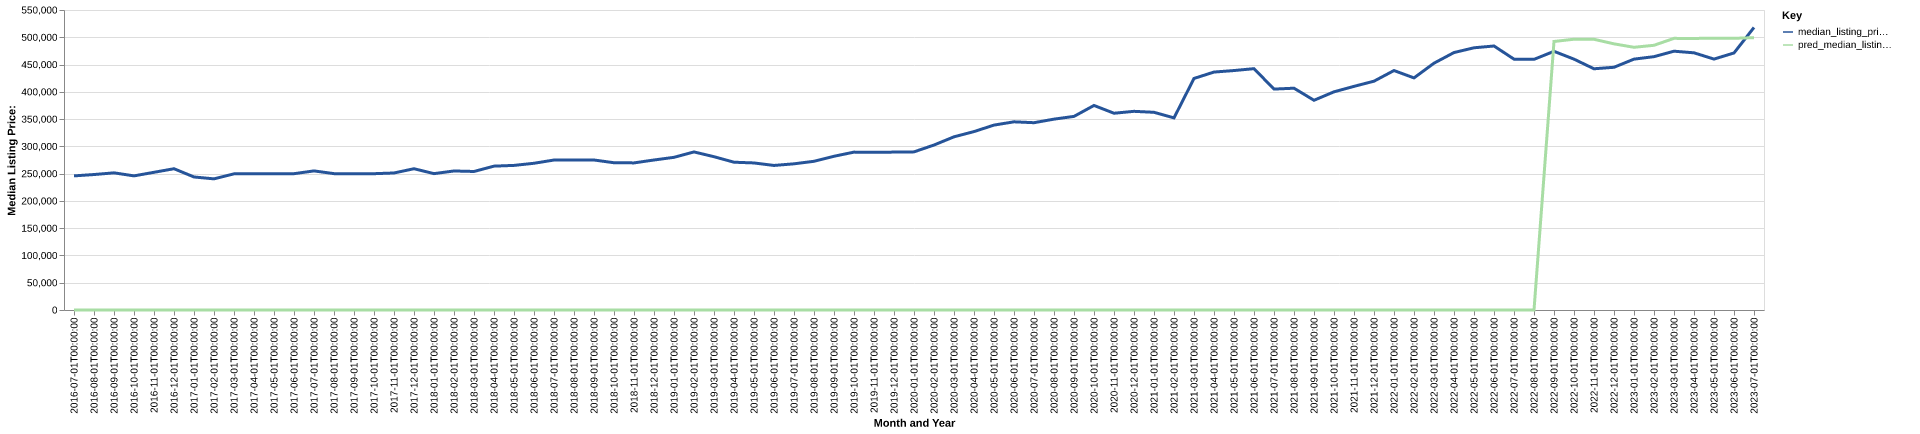 550,000
500,000
450,000
400,000
350,000
300,000
250,000
200,000
150,000
100,000
50,000
0
Median Listing Price:
2016-07-01T00:00:00
2016-08-01T00:00:00
2016-09-01T00:00:00
2016-10-01T00:00:00
2016-11-01T00:00:00
2016-12-01T00:00:00
2017-01-01T00:00:00
2017-02-01T00:00:00
2017-03-01T00:00:00
2017-04-01T00:00:00
2017-05-01T00:00:00
2017-06-01T00:00:00
2017-07-01T00:00:00
2017-08-01T00:00:00
2017-09-01T00:00:00
2017-10-01T00:00:00
2017-11-01T00:00:00
2017-12-01T00:00:00
2018-01-01T00:00:00
2018-02-01T00:00:00
2018-03-01T00:00:00
2018-04-01T00:00:00
2018-05-01T00:00:00
2018-06-01T00:00:00
2018-07-01T00:00:00
2018-08-01T00:00:00
2018-09-01T00:00:00
2018-10-01T00:00:00
2018-11-01T00:00:00
2018-12-01T00:00:00
2019-01-01T00:00:00
2019-02-01T00:00:00
2019-03-01T00:00:00
2019-04-01T00:00:00
2019-05-01T00:00:00
2019-06-01T00:00:00
2019-07-01T00:00:00
2019-08-01T00:00:00
2019-09-01T00:00:00
2019-10-01T00:00:00
2019-11-01T00:00:00
2019-12-01T00:00:00
2020-01-01T00:00:00
2020-02-01T00:00:00
2020-03-01T00:00:00
2020-04-01T00:00:00
2020-05-01T00:00:00
2020-06-01T00:00:00
2020-07-01T00:00:00
2020-08-01T00:00:00
2020-09-01T00:00:00
2020-10-01T00:00:00
2020-11-01T00:00:00
2020-12-01T00:00:00
2021-01-01T00:00:00
2021-02-01T00:00:00
2021-03-01T00:00:00
2021-04-01T00:00:00
2021-05-01T00:00:00
2021-06-01T00:00:00
2021-07-01T00:00:00
2021-08-01T00:00:00
2021-09-01T00:00:00
2021-10-01T00:00:00
2021-11-01T00:00:00
2021-12-01T00:00:00
2022-01-01T00:00:00
2022-02-01T00:00:00
2022-03-01T00:00:00
2022-04-01T00:00:00
2022-05-01T00:00:00
2022-06-01T00:00:00
2022-07-01T00:00:00
2022-08-01T00:00:00
2022-09-01T00:00:00
2022-10-01T00:00:00
2022-11-01T00:00:00
2022-12-01T00:00:00
2023-01-01T00:00:00
2023-02-01T00:00:00
2023-03-01T00:00:00
2023-04-01T00:00:00
2023-05-01T00:00:00
2023-06-01T00:00:00
2023-07-01T00:00:00
Month and Year
Key
median_listing_pri…
pred_median_listin…